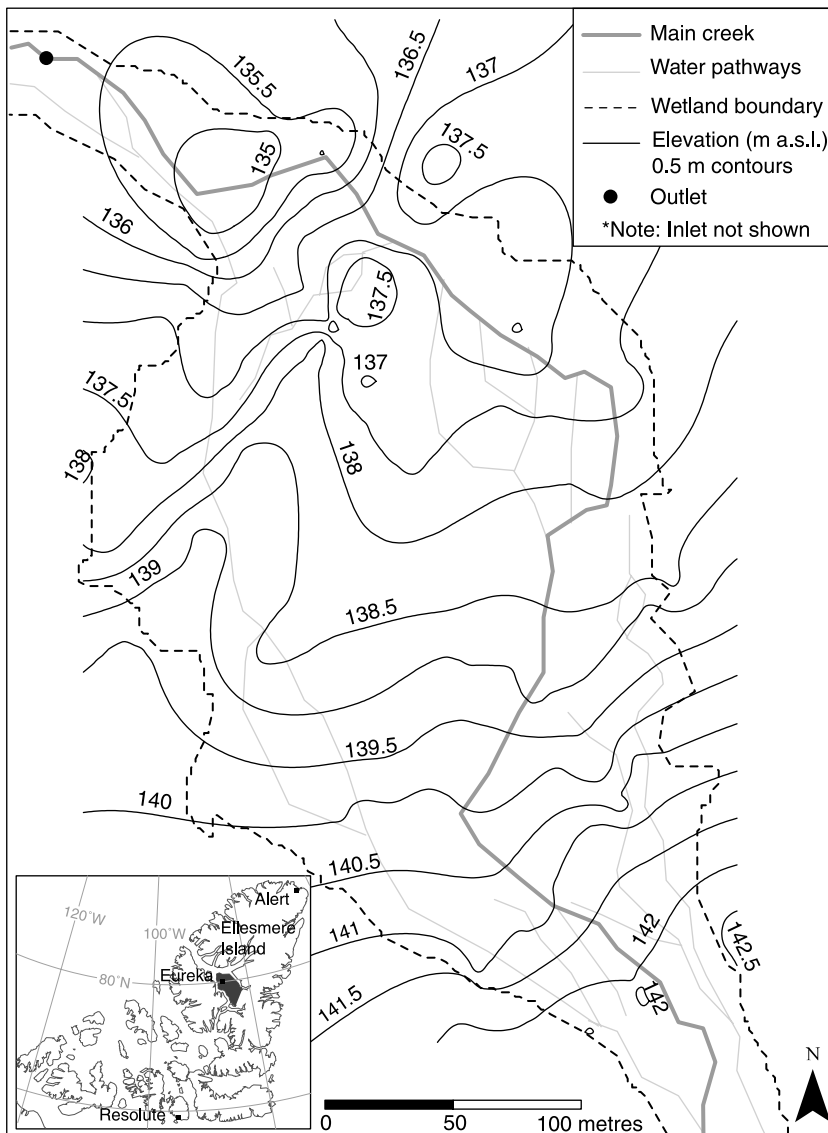 Main creek
Water pathways
Wetland boundary
Elevation (m a.s.l.)
0.5 m contours
Outlet
*Note: Inlet not shown
135.5
136.5
137
137.5
135
136
137.5
137
137.5
138
138
139
138.5
139.5
140
140.5
141
141.5
142
142.5
142
120°W
100°W
80°N
Alert
Ellesmere
Island
Eureka
Resolute
0 50 100 metres
N